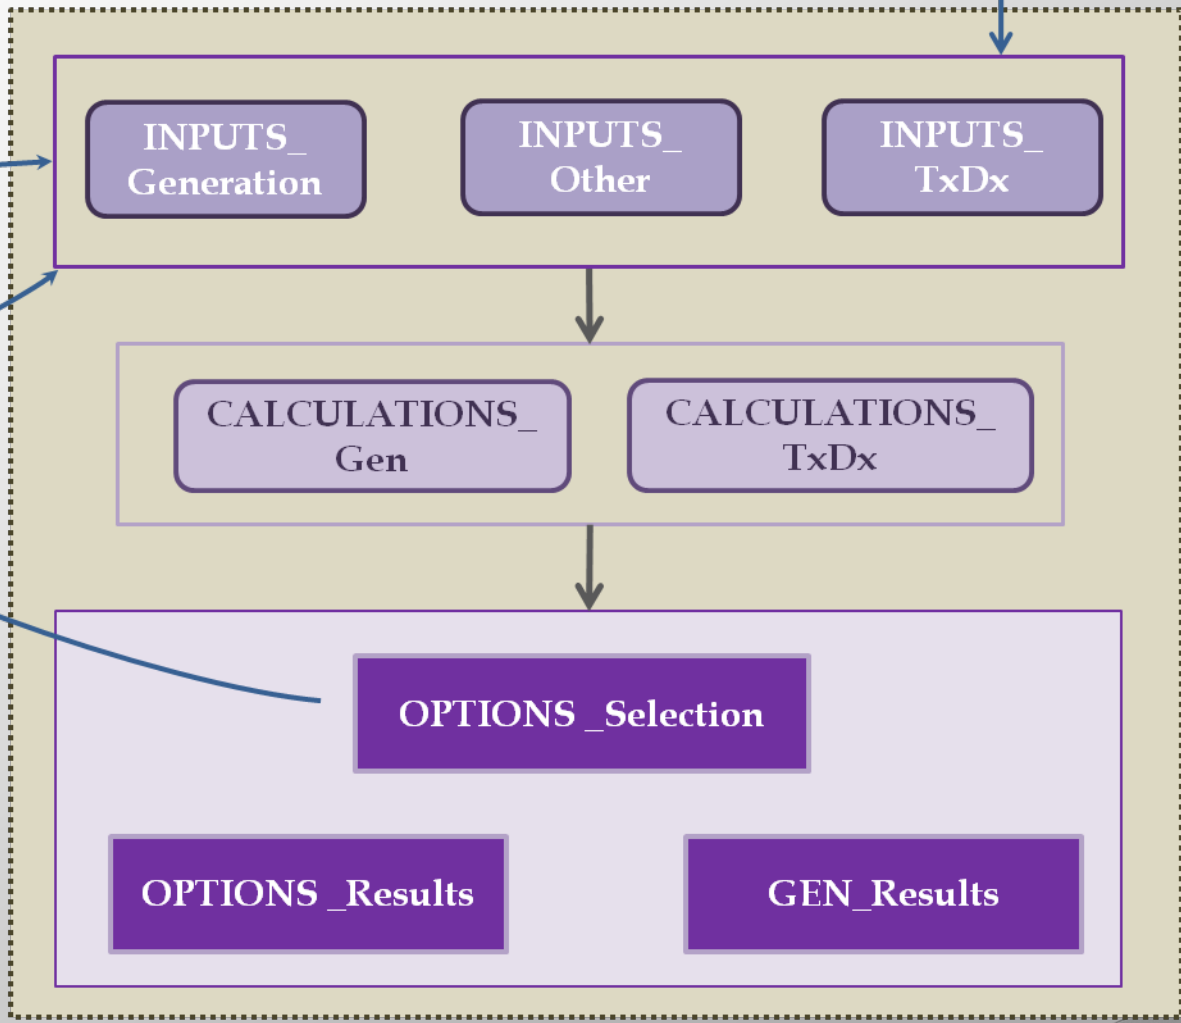 INPUTS_
Generation
INPUTS_
Other
INPUTS_
TxDx
CALCULATIONS_
Gen
CALCULATIONS_
TxDx
OPTIONS _Selection
OPTIONS _Results
GEN_Results